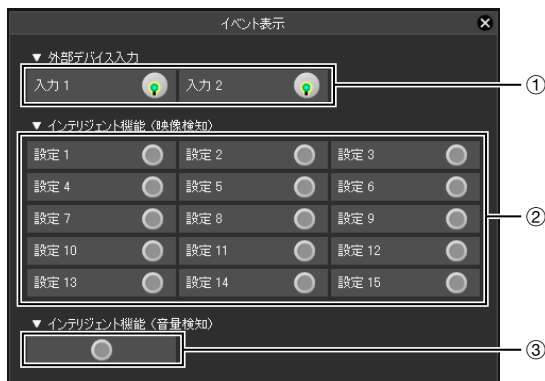 イベント表示
▼ 外部デバイス入力
入力 1 入力 2
①
▼ インテリジェント機能（映像検知）
設定 1 設定 2 設定 3
設定 4 設定 5 設定 6
設定 7 設定 8 設定 9
②
設定 10 設定 11 設定 12
設定 13 設定 14 設定 15
▼ インテリジェント機能（音量検知）
③